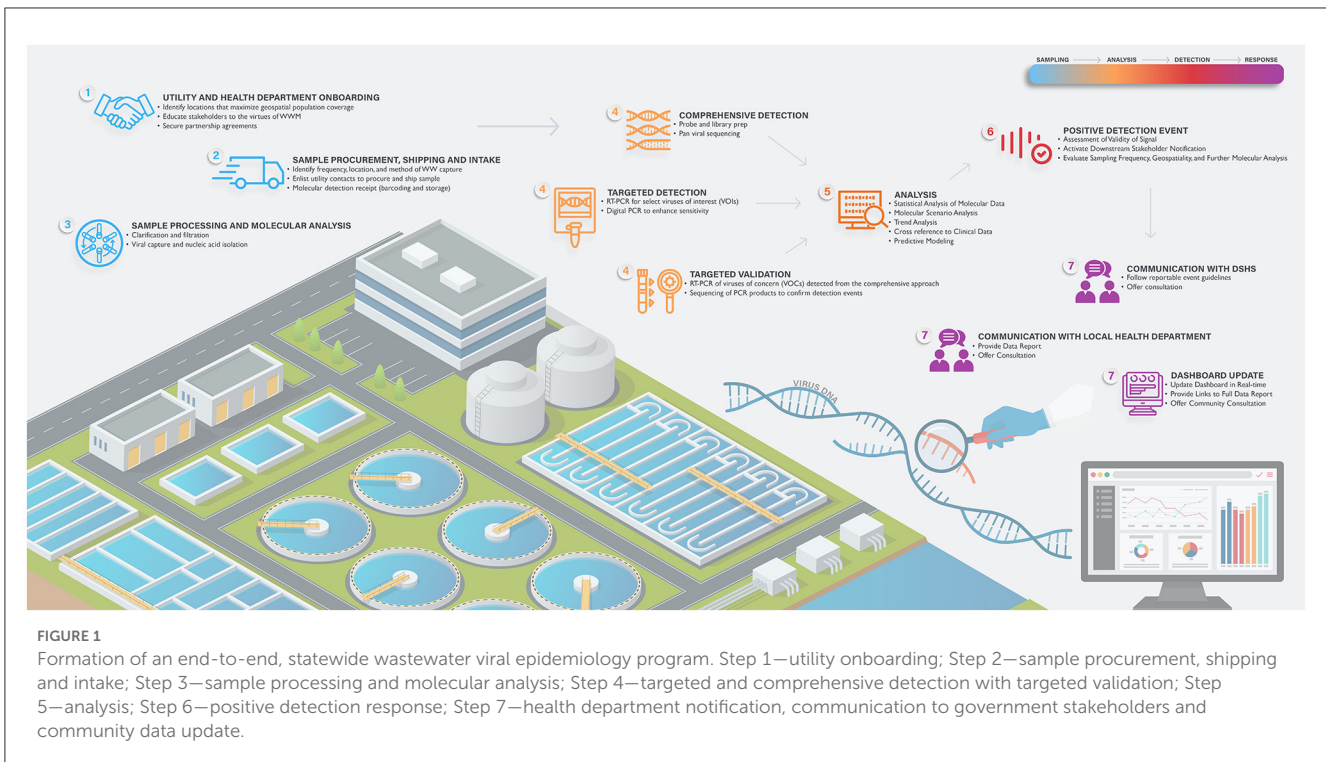 SAMPLING ANALYSIS DETECTION RESPONSE
1
UTILITY AND HEALTH DEPARTMENT ONBOARDING
• Identify locations that maximize geospatial population coverage
• Educate stakeholders to the virtues of WWM
• Secure partnership agreements
2
SAMPLE PROCUREMENT, SHIPPING AND INTAKE
• Identify frequency, location, and method of WW capture
• Enlist utility contacts to procure and ship sample
• Molecular detection receipt (barcoding and storage)
3
SAMPLE PROCESSING AND MOLECULAR ANALYSIS
• Clarification and filtration
• Viral capture and nucleic acid isolation
4
COMPREHENSIVE DETECTION
• Probe and library prep
• Pan viral sequencing
4
TARGETED DETECTION
• RT-PCR for select viruses of interest (VOIs)
• Digital PCR to enhance sensitivity
4
TARGETED VALIDATION
• RT-PCR of viruses of concern (VOCs) detected from the comprehensive approach
• Sequencing of PCR products to confirm detection events
5
ANALYSIS
• Statistical Analysis of Molecular Data
• Molecular Scenario Analysis
• Trend Analysis
• Cross reference to Clinical Data
• Predictive Modeling
6
POSITIVE DETECTION EVENT
• Assessment of Validity of Signal
• Activate Downstream Stakeholder Notification
• Evaluate Sampling Frequency, Geospatiality, and Further Molecular Analysis
7
COMMUNICATION WITH DSHS
• Follow reportable event guidelines
• Offer consultation
7
COMMUNICATION WITH LOCAL HEALTH DEPARTMENT
• Provide Data Report
• Offer Consultation
7
DASHBOARD UPDATE
• Update Dashboard in Real-time
• Provide Links to Full Data Report
• Offer Community Consultation
VIRUS DNA
FIGURE 1
Formation of an end-to-end, statewide wastewater viral epidemiology program. Step 1—utility onboarding; Step 2—sample procurement, shipping
and intake; Step 3—sample processing and molecular analysis; Step 4—targeted and comprehensive detection with targeted validation; Step
5—analysis; Step 6—positive detection response; Step 7—health department notification, communication to government stakeholders and
community data update.